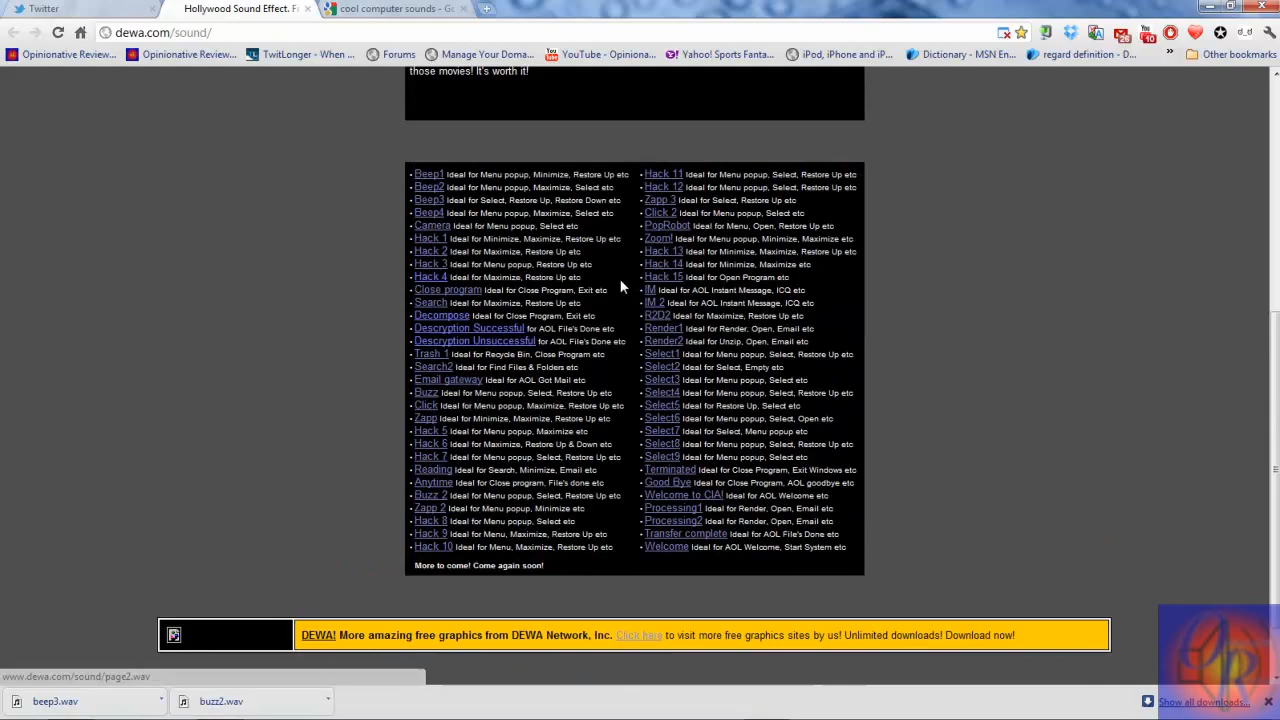 Twitter
Hollywood Sound Effect. F
cool computer sounds - Go
dewa.com/sound/
26
10
Opinionative Review...
Opinionative Review...
TwitLonger - When ...
Forums
Manage Your Doma...
YouTube - Opiniona...
Yahoo! Sports Fanta...
iPod, iPhone and iP...
Dictionary - MSN En...
regard definition - D...
Other bookmarks
those movies! It's worth it!
• Beep1 Ideal for Menu popup, Minimize, Restore Up etc
• Beep2 Ideal for Menu popup, Maximize, Select etc
• Beep3 Ideal for Select, Restore Up, Restore Down etc
• Beep4 Ideal for Menu popup, Maximize, Select etc
• Camera Ideal for Menu popup, Select etc
• Hack 1 Ideal for Minimize, Maximize, Restore Up etc
• Hack 2 Ideal for Maximize, Restore Up etc
• Hack 3 Ideal for Menu popup, Restore Up etc
• Hack 4 Ideal for Maximize, Restore Up etc
• Close program Ideal for Close Program, Exit etc
• Search Ideal for Maximize, Restore Up etc
• Decompose Ideal for Close Program, Exit etc
• Descryption Successful for AOL File's Done etc
• Descryption Unsuccessful for AOL File's Done etc
• Trash 1 Ideal for Recycle Bin, Close Program etc
• Search2 Ideal for Find Files & Folders etc
• Email gateway Ideal for AOL Got Mail etc
• Buzz Ideal for Menu popup, Select, Restore Up etc
• Click Ideal for Menu popup, Maximize, Restore Up etc
• Zapp Ideal for Minimize, Maximize, Restore Up etc
• Hack 5 Ideal for Menu popup, Maximize etc
• Hack 6 Ideal for Maximize, Restore Up & Down etc
• Hack 7 Ideal for Menu popup, Select, Restore Up etc
• Reading Ideal for Search, Minimize, Email etc
• Anytime Ideal for Close program, File's done etc
• Buzz 2 Ideal for Menu popup, Select, Restore Up etc
• Zapp 2 Ideal for Menu popup, Minimize etc
• Hack 8 Ideal for Menu popup, Select etc
• Hack 9 Ideal for Menu, Maximize, Restore Up etc
• Hack 10 Ideal for Menu, Maximize, Restore Up etc
More to come! Come again soon!
• Hack 11 Ideal for Menu popup, Select, Restore Up etc
• Hack 12 Ideal for Menu popup, Select, Restore Up etc
• Zapp 3 Ideal for Select, Restore Up etc
• Click 2 Ideal for Menu popup, Select etc
• PopRobot Ideal for Menu, Open, Restore Up etc
• Zoom! Ideal for Menu popup, Minimize, Maximize etc
• Hack 13 Ideal for Minimize, Maximize, Restore Up etc
• Hack 14 Ideal for Minimize, Maximize etc
• Hack 15 Ideal for Open Program etc
• IM Ideal for AOL Instant Message, ICQ etc
• IM 2 Ideal for AOL Instant Message, ICQ etc
• R2D2 Ideal for Maximize, Restore Up etc
• Render1 Ideal for Render, Open, Email etc
• Render2 Ideal for Unzip, Open, Email etc
• Select1 Ideal for Menu popup, Select, Restore Up etc
• Select2 Ideal for Select, Empty etc
• Select3 Ideal for Menu popup, Select etc
• Select4 Ideal for Menu popup, Select, Restore Up etc
• Select5 Ideal for Restore Up, Select etc
• Select6 Ideal for Menu popup, Select, Open etc
• Select7 Ideal for Select, Menu popup etc
• Select8 Ideal for Menu popup, Select, Restore Up etc
• Select9 Ideal for Menu popup, Select, Restore Up etc
• Terminated Ideal for Close Program, Exit Windows etc
• Good Bye Ideal for Close Program, AOL goodbye etc
• Welcome to CIA! Ideal for AOL Welcome etc
• Processing1 Ideal for Render, Open, Email etc
• Processing2 Ideal for Render, Open, Email etc
• Transfer complete Ideal for AOL File's Done etc
• Welcome Ideal for AOL Welcome, Start System etc
DEWA! More amazing free graphics from DEWA Network, Inc. Click here to visit more free graphics sites by us! Unlimited downloads! Download now!
www.dewa.com/sound/page2.wav
beep3.wav
buzz2.wav
Show all downloads...